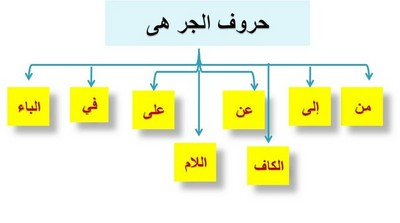 حروف الجر هى
من
إلى
عن
على
في
الباء
الكاف
اللام